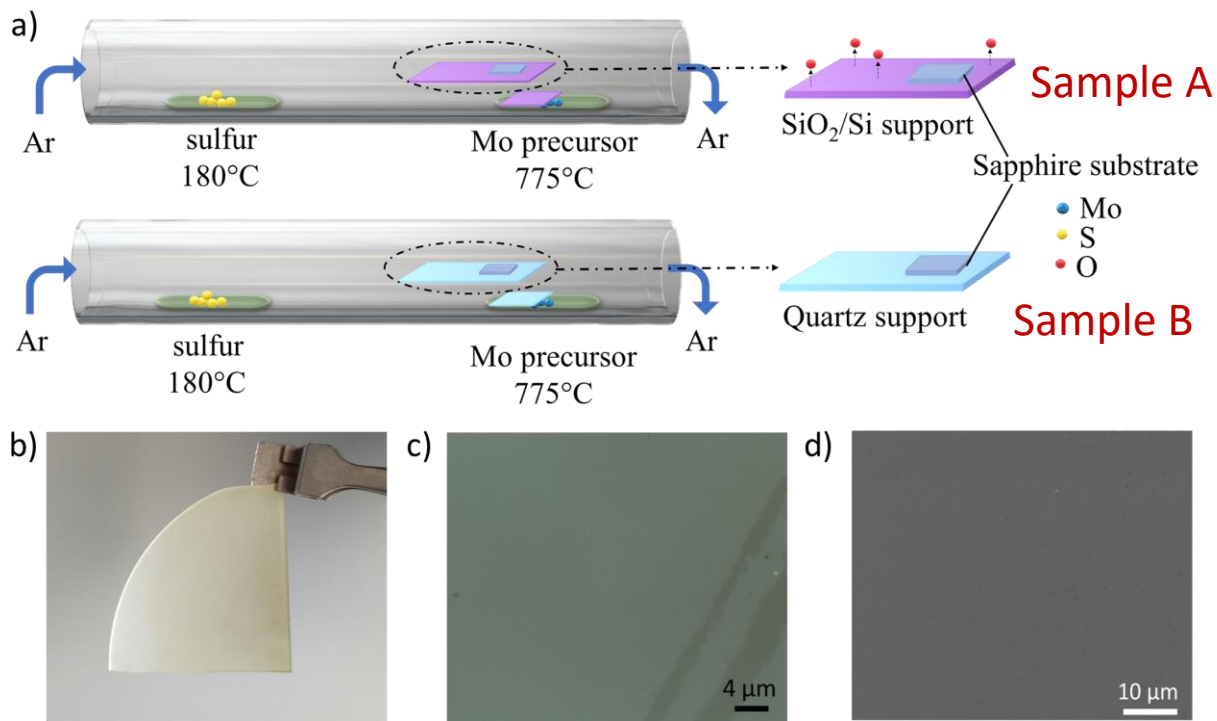 a)
Ar
sulfur
180°C
Mo precursor
775°C
Ar
SiO₂/Si support
Sample A
Sapphire substrate
Mo
S
O
Ar
sulfur
180°C
Mo precursor
775°C
Ar
Quartz support
Sample B
b)
c)
4 μm
d)
10 μm